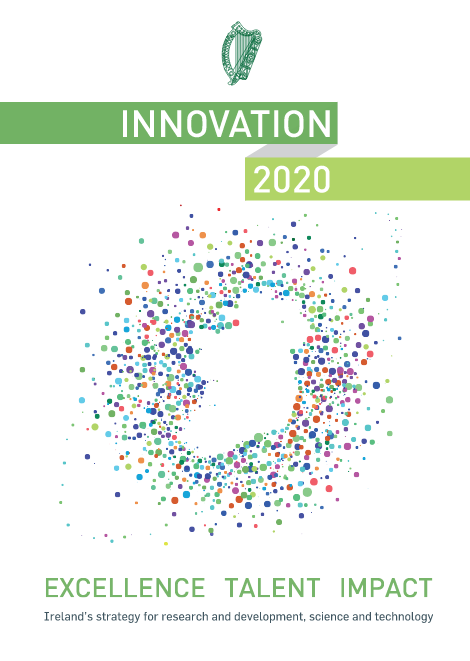 INNOVATION
2020
EXCELLENCE TALENT IMPACT
Ireland's strategy for research and development, science and technology